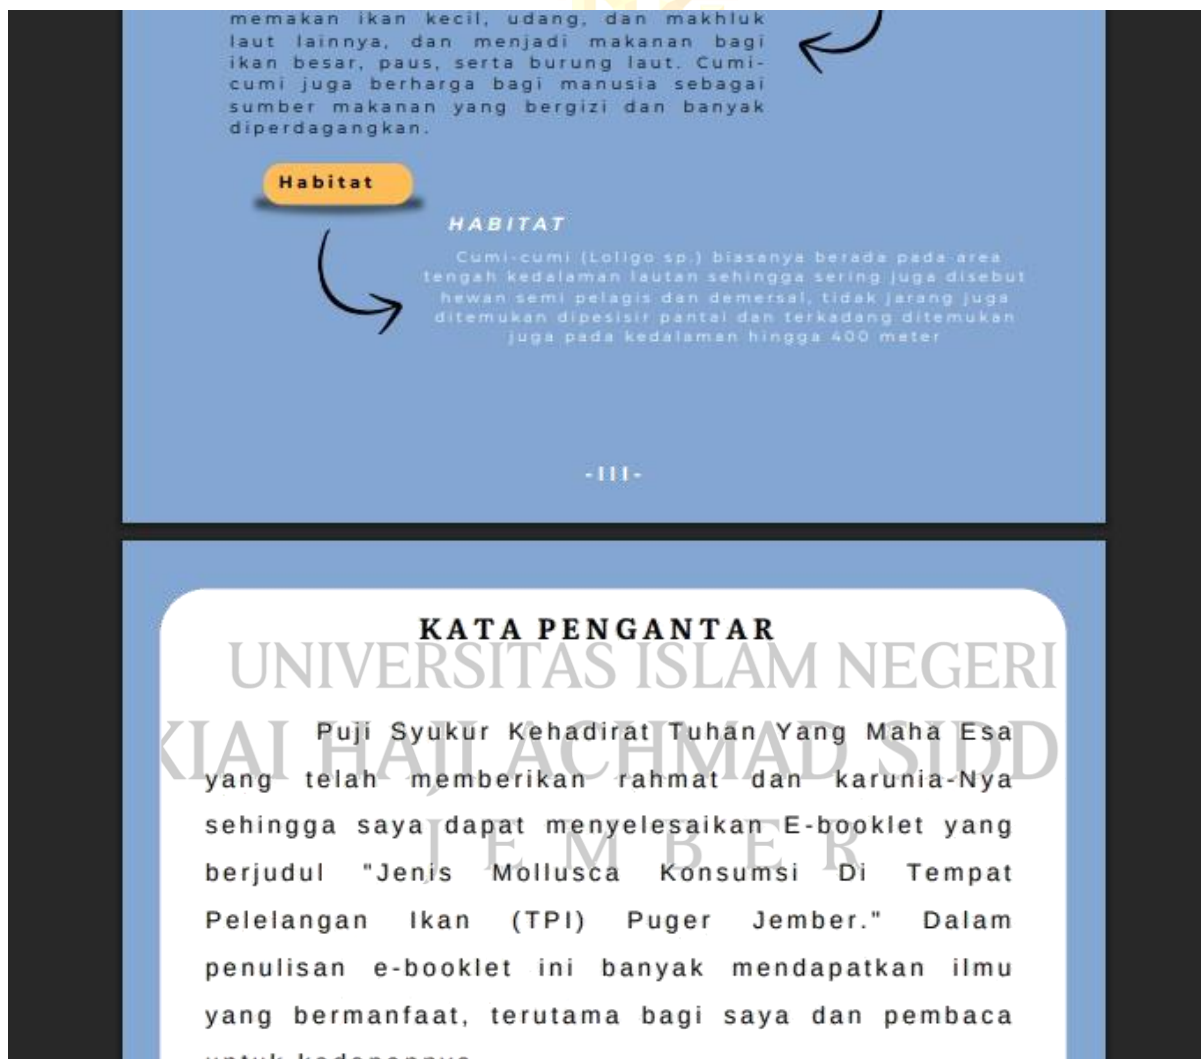 memakan ikan kecil, udang, dan makhluk
laut lainnya, dan menjadi makanan bagi
ikan besar, paus, serta burung laut. Cumi-
cumi juga berharga bagi manusia sebagai
sumber makanan yang bergizi dan banyak
diperdagangkan.
Habitat
HABITAT
Cumi-cumi (Loligo sp.) biasanya berada pada area
tengah kedalaman lautan sehingga sering juga disebut
hewan semi pelagis dan demersal, tidak jarang juga
ditemukan dipesisir pantai dan terkadang ditemukan
juga pada kedalaman hingga 400 meter
-III-
KATA PENGANTAR
UNIVERSITAS ISLAM NEGERI
KIAI HAJI ACHMAD SIDD
JEMBER
Puji Syukur Kehadirat Tuhan Yang Maha Esa
yang telah memberikan rahmat dan karunia-Nya
sehingga saya dapat menyelesaikan E-booklet yang
berjudul "Jenis Mollusca Konsumsi Di Tempat
Pelelangan Ikan (TPI) Puger Jember." Dalam
penulisan e-booklet ini banyak mendapatkan ilmu
yang bermanfaat, terutama bagi saya dan pembaca